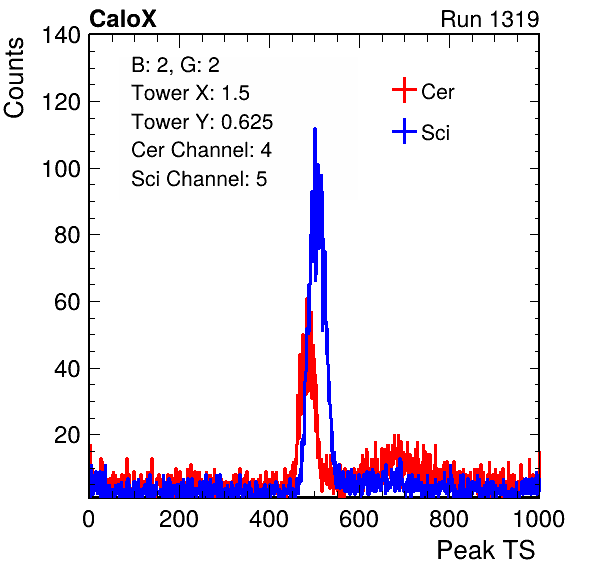 CaloX
Run 1319
Counts
140
120
100
80
60
40
20
B: 2, G: 2
Tower X: 1.5
Tower Y: 0.625
Cer Channel: 4
Sci Channel: 5
Cer
Sci
0 200 400 600 800 1000
Peak TS